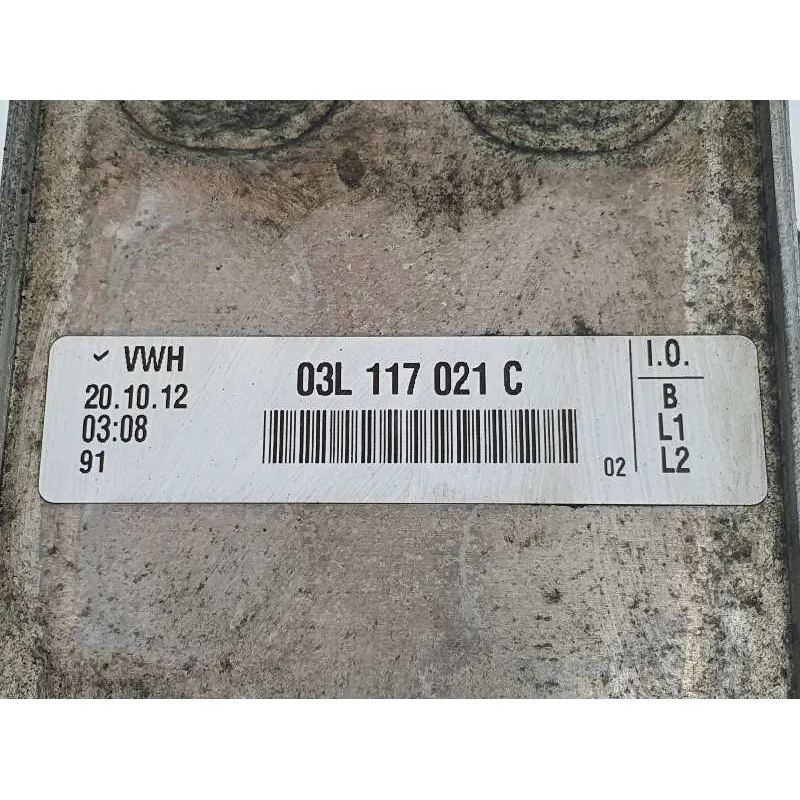 ✓ VWH
20.10.12
03:08
91
03L 117 021 C
02
I.O.
B
L1
L2